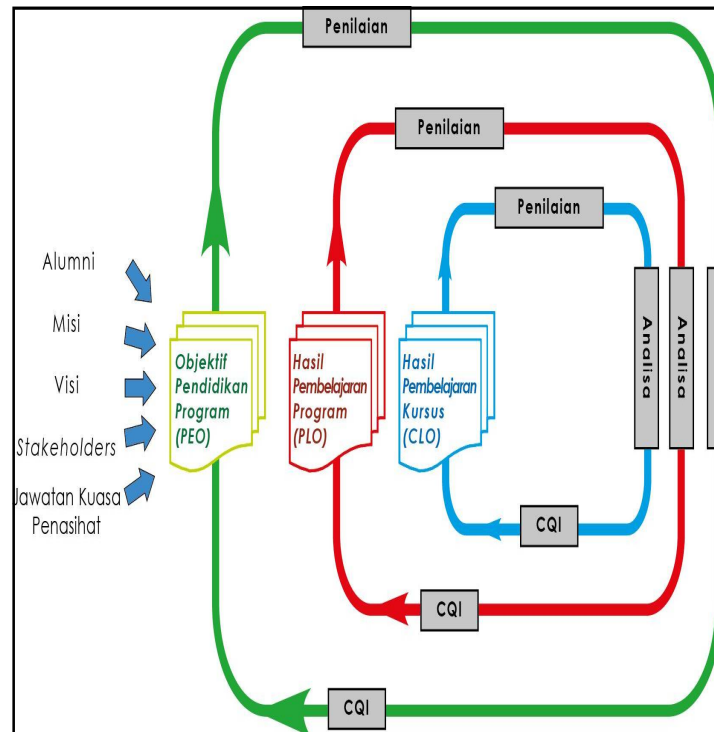 Penilaian
Penilaian
Penilaian
Alumni
Misi
Visi
Stakeholders
Jawatan Kuasa
Penasihat
Objektif
Pendidikan
Program
(PEO)
Hasil
Pembelajaran
Program
(PLO)
Hasil
Pembelajaran
Kursus
(CLO)
Analisa
Analisa
CQI
CQI
CQI